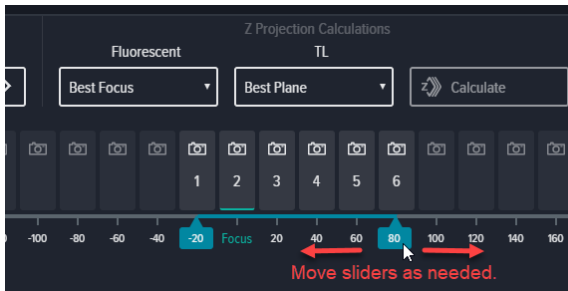 Z Projection Calculations
Fluorescent TL
Best Focus Best Plane Z Calculate
1 2 3 4 5 6
-100 -80 -60 -40 -20 Focus 20 40 60 80 100 120 140 160
Move sliders as needed.